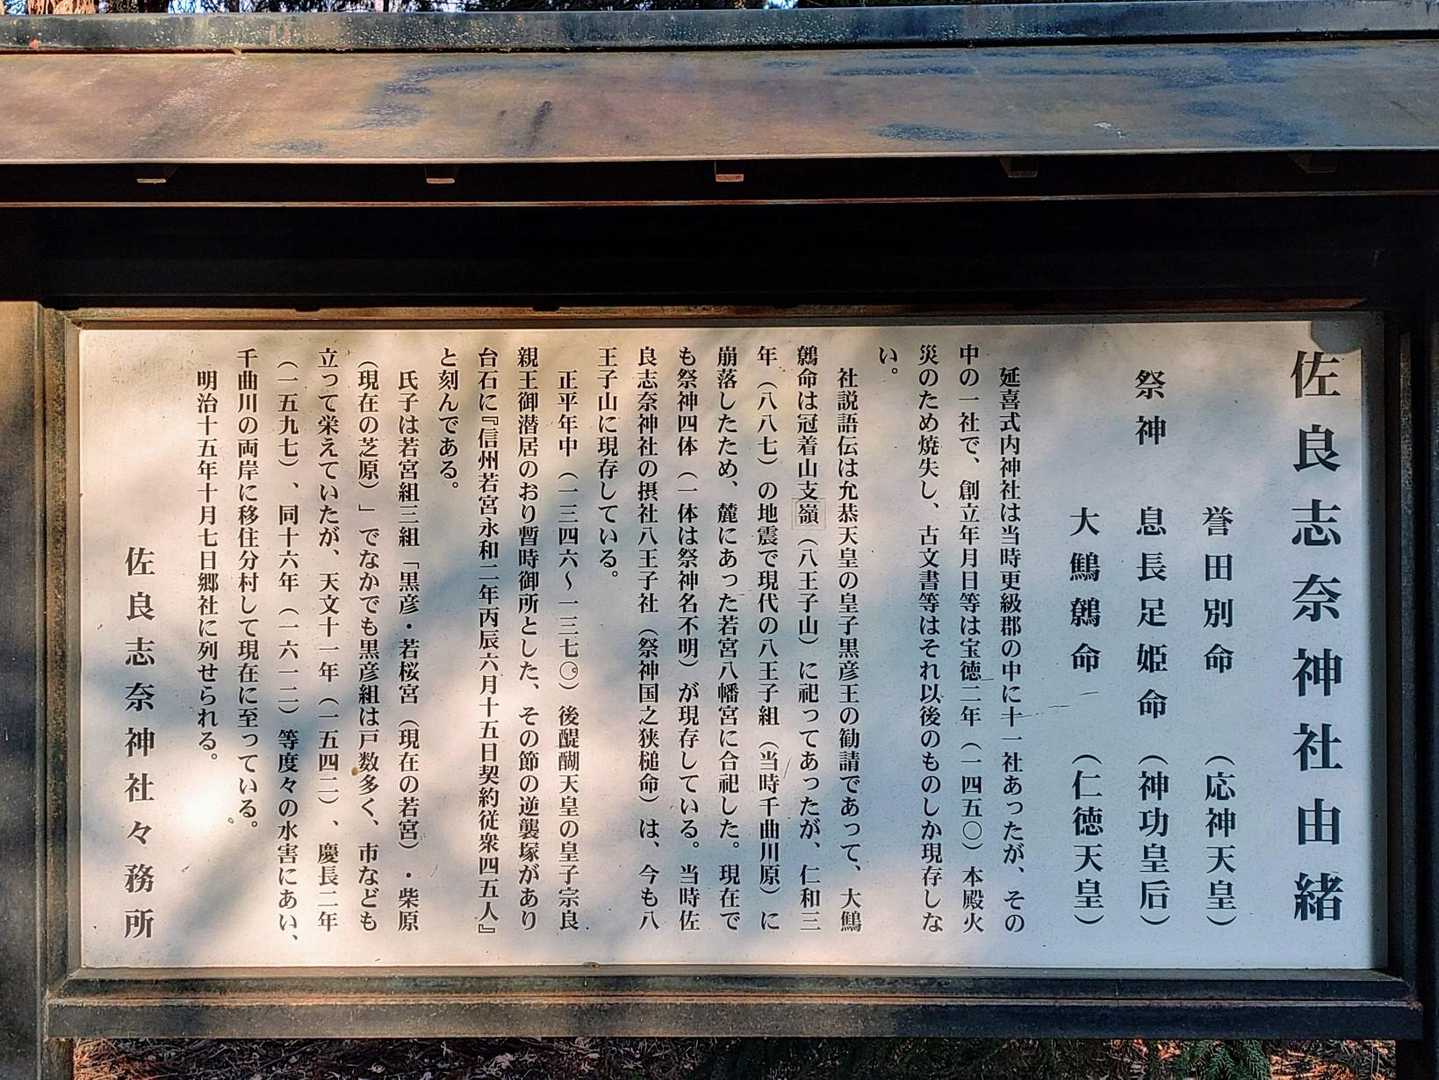 佐良志奈神社由緒
誉田別命　（応神天皇）
祭神　息長足姫命　（神功皇后）
大鷦鷯命　（仁徳天皇）
延喜式内神社は当時更級郡の中に十一社あったが、その
中の一社で、創立年月日等は宝徳二年（一四五〇）本殿火
災のため焼失し、古文書等はそれ以後のものしか現存しな
い。
社説語伝は允恭天皇の皇子黒彦王の勧請であって、大鷦
鷯命は冠着山支嶺（八王子山）に祀ってあったが、仁和三
年（八八七）の地震で現代の八王子組（当時千曲川原）に
崩落したため、麓にあった若宮八幡宮に合祀した。現在で
も祭神四体（一体は祭神名不明）が現存している。当時佐
良志奈神社の摂社八王子社（祭神国之狭槌命）は、今も八
王子山に現存している。
正平年中（一三四六〜一三七〇）後醍醐天皇の皇子宗良
親王御潜居のおり暫時御所とした、その節の逆襲塚があり
台石に『信州若宮永和二年丙辰六月十五日契約従衆四五人』
と刻んである。
氏子は若宮組三組「黒彦・若桜宮（現在の若宮）・柴原
（現在の芝原）」でなかでも黒彦組は戸数多く、市なども
立って栄えていたが、天文十一年（一五四二）、慶長二年
（一五九七）、同十六年（一六一二）等度々の水害にあい、
千曲川の両岸に移住分村して現在に至っている。
明治十五年十月七日郷社に列せられる。
佐良志奈神社々務所